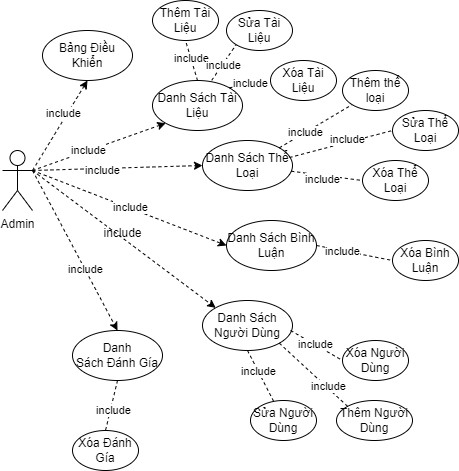 Thêm Tài
Liệu
Sửa Tài
Liệu
Bảng Điều
Khiển
include
include
include
include
Xóa Tài
Liệu
Danh Sách Tài
Liệu
Thêm thể
loại
include
include
include
Sửa Thể
Loại
include
include
Danh Sách Thể
Loại
include
Xóa Thể
Loại
Admin
include
Danh Sách Bình
Luận
include
Xóa Bình
Luận
include
include
Danh Sách
Người Dùng
Danh
Sách Đánh Gía
include
Xóa Người
Dùng
include
include
include
Sửa Người
Dùng
Thêm Người
Dùng
Xóa Đánh
Gía